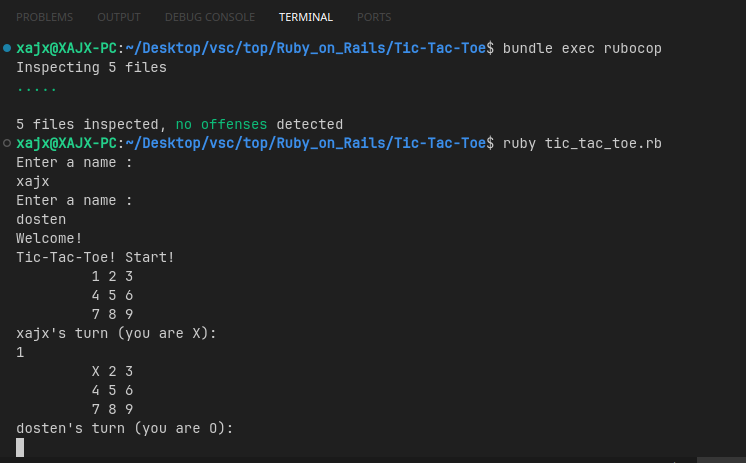 PROBLEMS OUTPUT DEBUG CONSOLE TERMINAL PORTS
xajx@XAJX-PC:~/Desktop/vsc/top/Ruby_on_Rails/Tic-Tac-Toe$ bundle exec rubocop
Inspecting 5 files
.....
5 files inspected, no offenses detected
xajx@XAJX-PC:~/Desktop/vsc/top/Ruby_on_Rails/Tic-Tac-Toe$ ruby tic_tac_toe.rb
Enter a name :
xajx
Enter a name :
dosten
Welcome!
Tic-Tac-Toe! Start!
1 2 3
4 5 6
7 8 9
xajx's turn (you are X):
1
X 2 3
4 5 6
7 8 9
dosten's turn (you are O):